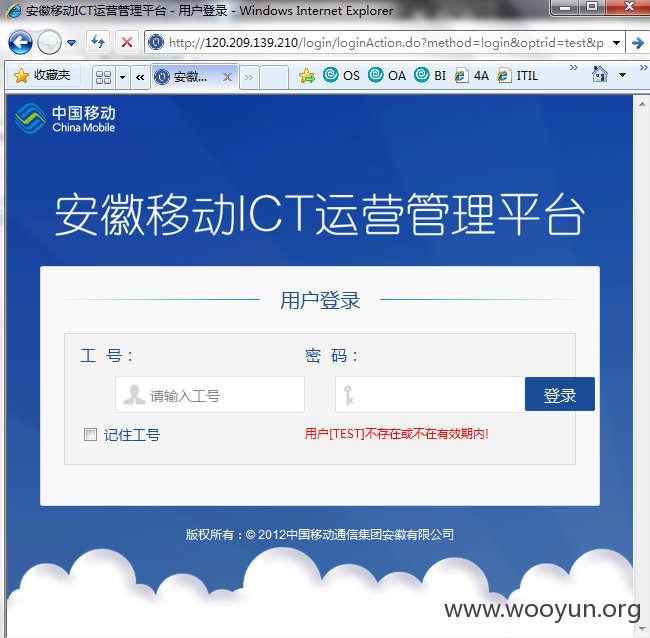 安徽移动ICT运营管理平台 - 用户登录 - Windows Internet Explorer
http://120.209.139.210/login/loginAction.do?method=login&optrid=test&p
收藏夹 « 安徽... » OS OA BI 4A ITIL »
中国移动
China Mobile
安徽移动ICT运营管理平台
用户登录
工 号： 密 码：
请输入工号 登录
记住工号 用户[TEST]不存在或不在有效期内!
版权所有：© 2012中国移动通信集团安徽有限公司
www.wooyun.org